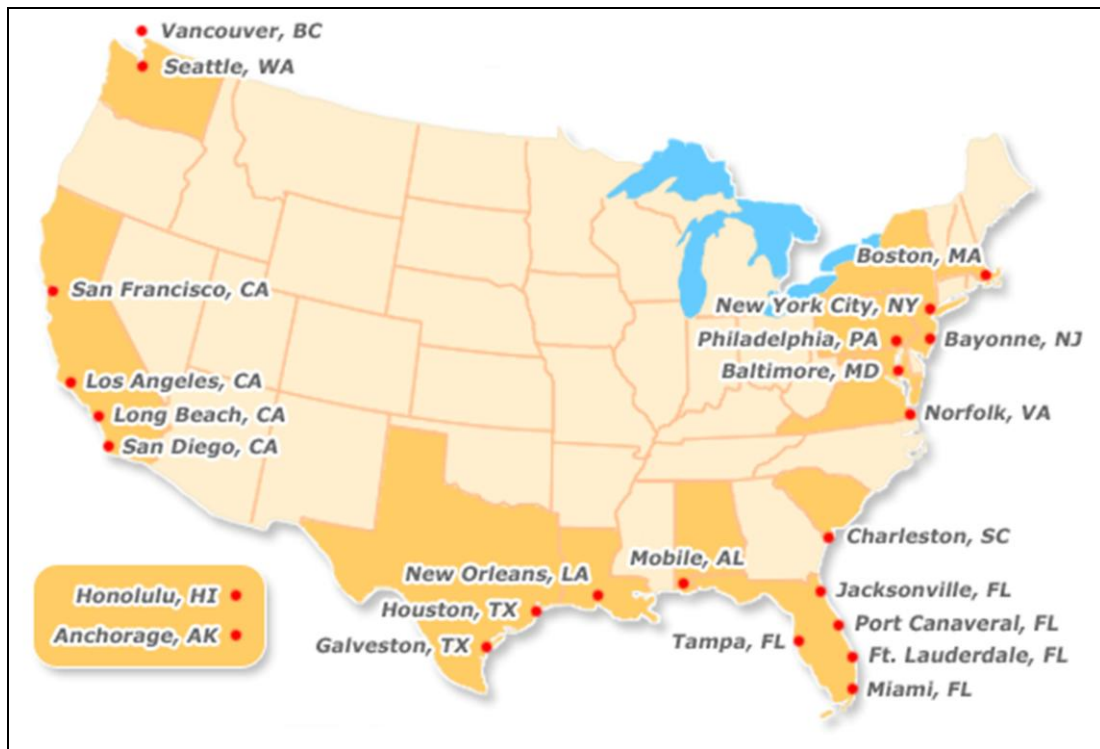 Vancouver, BC
Seattle, WA
Boston, MA
San Francisco, CA
New York City, NY
Philadelphia, PA
Bayonne, NJ
Baltimore, MD
Los Angeles, CA
Long Beach, CA
Norfolk, VA
San Diego, CA
Charleston, SC
Mobile, AL
New Orleans, LA
Jacksonville, FL
Honolulu, HI
Houston, TX
Port Canaveral, FL
Anchorage, AK
Galveston, TX
Tampa, FL
Ft. Lauderdale, FL
Miami, FL